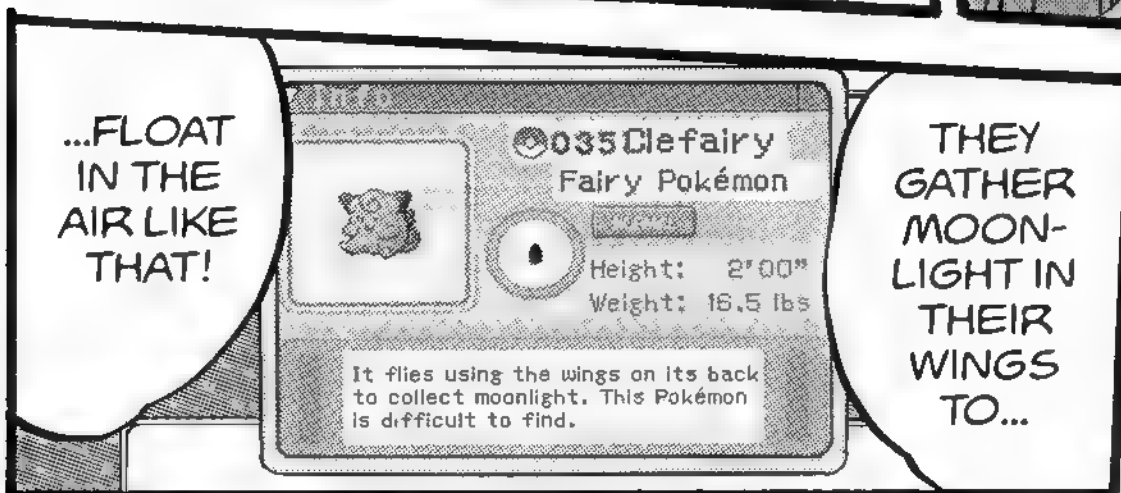 THEY
GATHER
MOON-
LIGHT IN
THEIR
WINGS
TO...
...FLOAT
IN THE
AIR LIKE
THAT!
Info
035 Clefairy
Fairy Pokémon
Height: 2'00"
Weight: 16.5 lbs
It flies using the wings on its back
to collect moonlight. This Pokémon
is difficult to find.